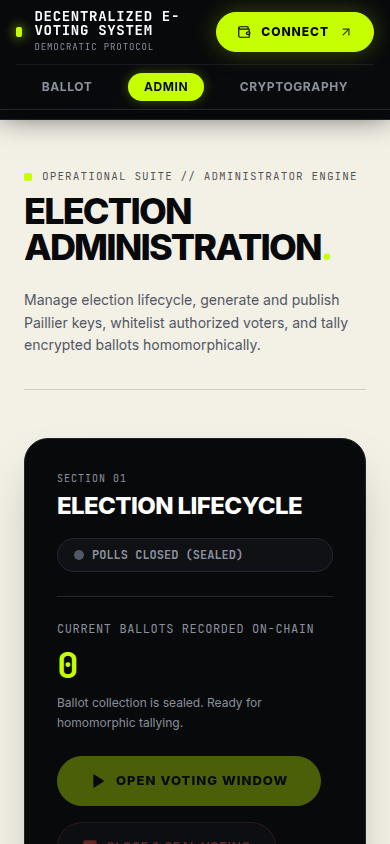 DECENTRALIZED E-
VOTING SYSTEM
DEMOCRATIC PROTOCOL
CONNECT
BALLOT
ADMIN
CRYPTOGRAPHY
OPERATIONAL SUITE // ADMINISTRATOR ENGINE
ELECTION
ADMINISTRATION.
Manage election lifecycle, generate and publish
Paillier keys, whitelist authorized voters, and tally
encrypted ballots homomorphically.
SECTION 01
ELECTION LIFECYCLE
POLLS CLOSED (SEALED)
CURRENT BALLOTS RECORDED ON-CHAIN
0
Ballot collection is sealed. Ready for
homomorphic tallying.
OPEN VOTING WINDOW